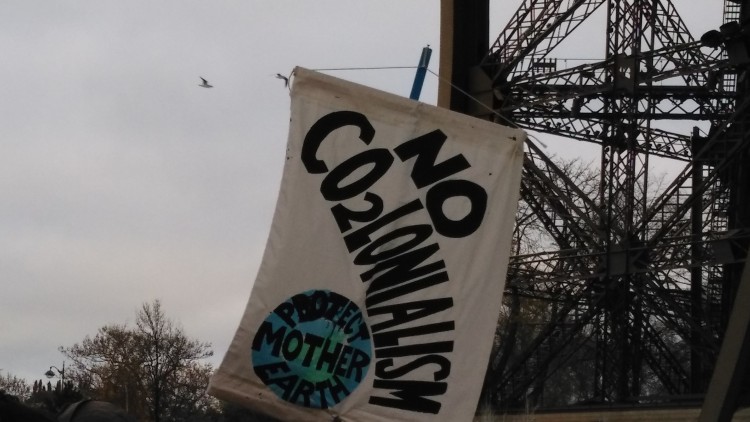 NO
CO2LONIALISM
PROTECT
MOTHER
EARTH